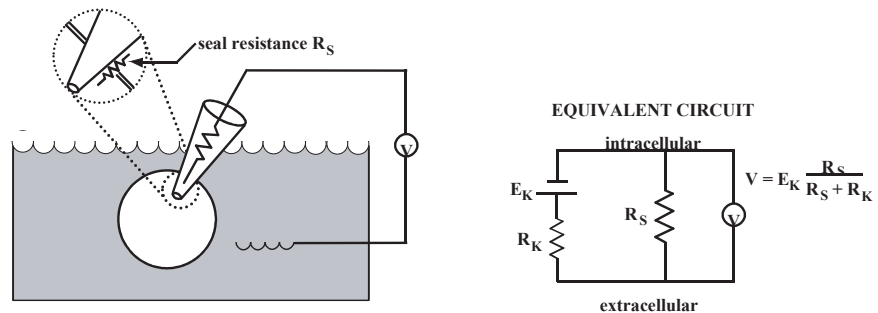 seal resistance R_S
V
EQUIVALENT CIRCUIT
intracellular
E_K
R_K
R_S
V
V = E_K R_S / (R_S + R_K)
extracellular